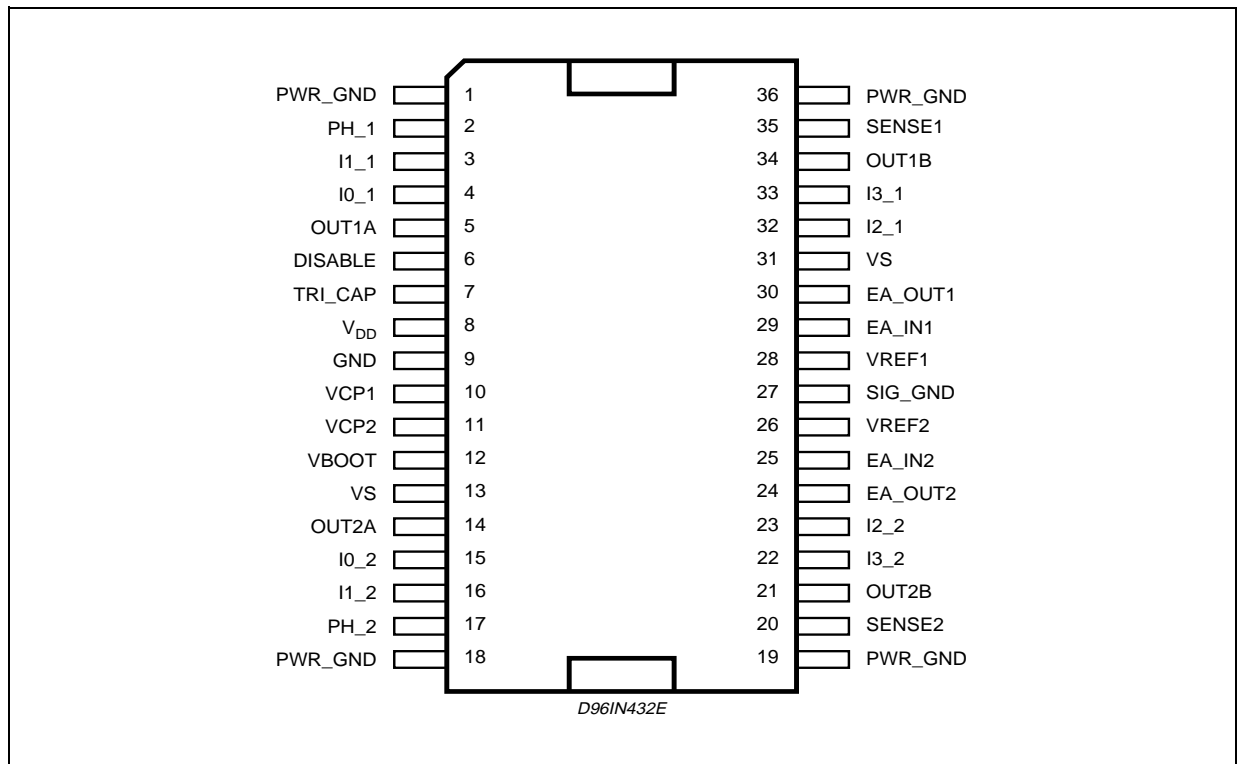 PWR_GND 1 36 PWR_GND
PH_1 2 35 SENSE1
I1_1 3 34 OUT1B
I0_1 4 33 I3_1
OUT1A 5 32 I2_1
DISABLE 6 31 VS
TRI_CAP 7 30 EA_OUT1
VDD 8 29 EA_IN1
GND 9 28 VREF1
VCP1 10 27 SIG_GND
VCP2 11 26 VREF2
VBOOT 12 25 EA_IN2
VS 13 24 EA_OUT2
OUT2A 14 23 I2_2
I0_2 15 22 I3_2
I1_2 16 21 OUT2B
PH_2 17 20 SENSE2
PWR_GND 18 19 PWR_GND
D96IN432E